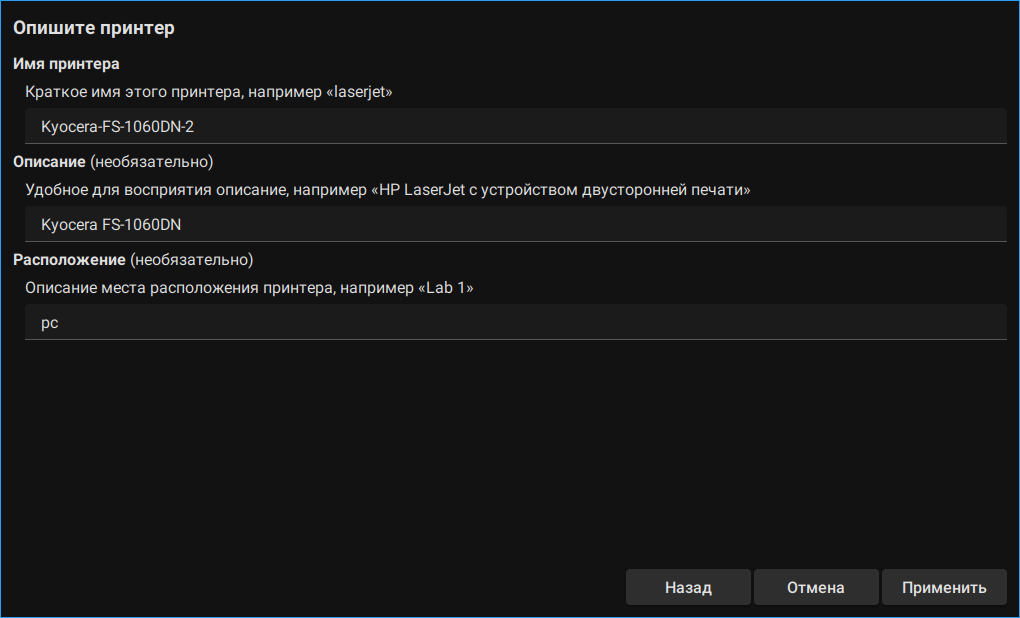 Опишите принтер
Имя принтера
Краткое имя этого принтера, например «laserjet»
Kyocera-FS-1060DN-2
Описание (необязательно)
Удобное для восприятия описание, например «HP LaserJet с устройством двусторонней печати»
Kyocera FS-1060DN
Расположение (необязательно)
Описание места расположения принтера, например «Lab 1»
pc
Назад Отмена Применить